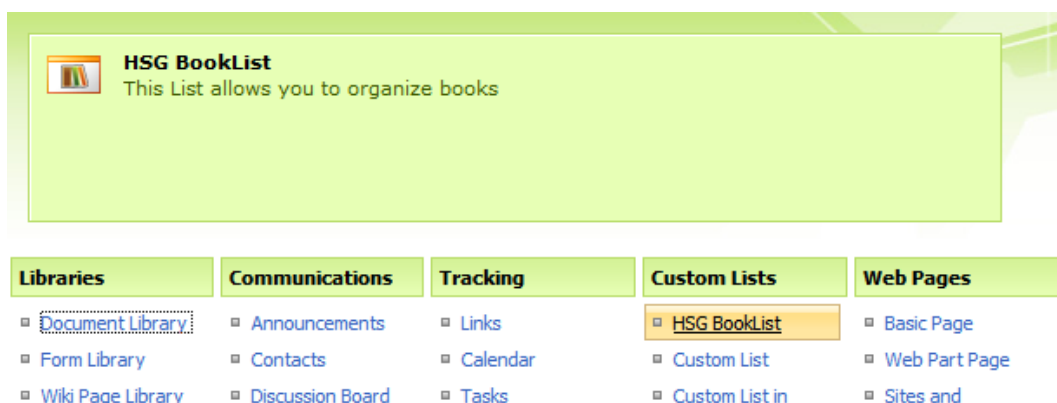 HSG BookList
This List allows you to organize books
Libraries Communications Tracking Custom Lists Web Pages
Document Library Announcements Links HSG BookList Basic Page
Form Library Contacts Calendar Custom List Web Part Page
Wiki Page Library Discussion Board Tasks Custom List in Sites and